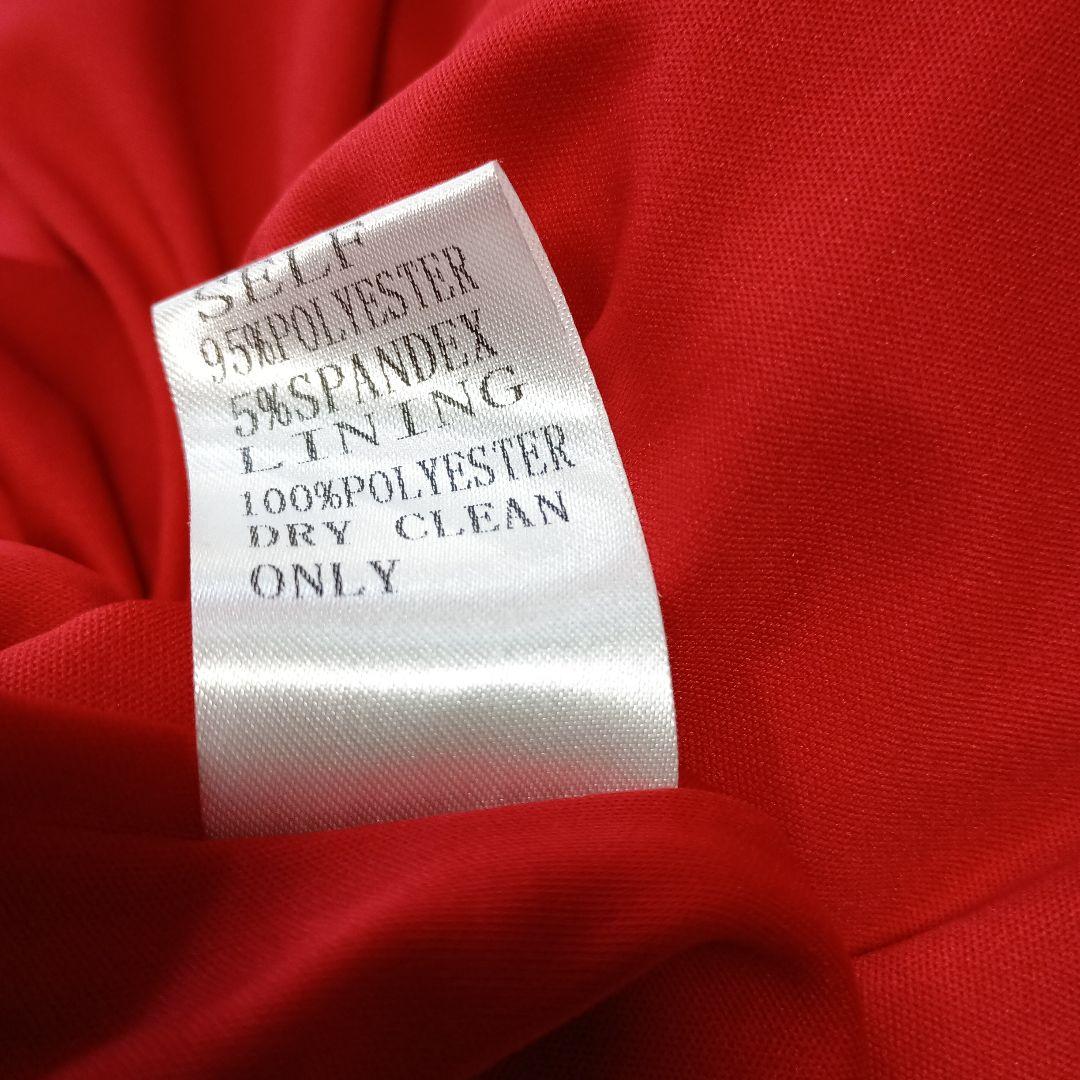 SELF
95%POLYESTER
5%SPANDEX
LINING
100%POLYESTER
DRY CLEAN
ONLY